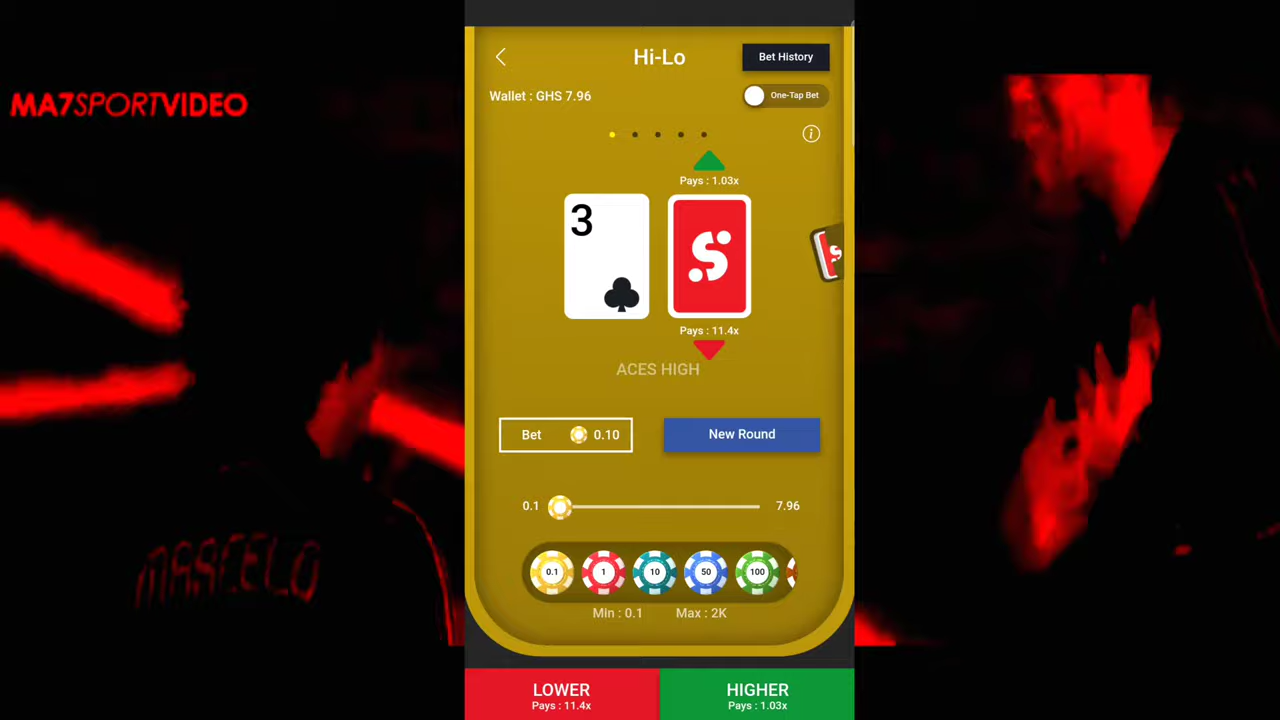 MA7SPORTVIDEO
MARCELO
Hi-Lo
Bet History
Wallet : GHS 7.96
One-Tap Bet
Pays : 1.03x
3
Pays : 11.4x
ACES HIGH
Bet 0.10
New Round
0.1
7.96
0.1 1 10 50 100
Min : 0.1 Max : 2K
LOWER
Pays : 11.4x
HIGHER
Pays : 1.03x